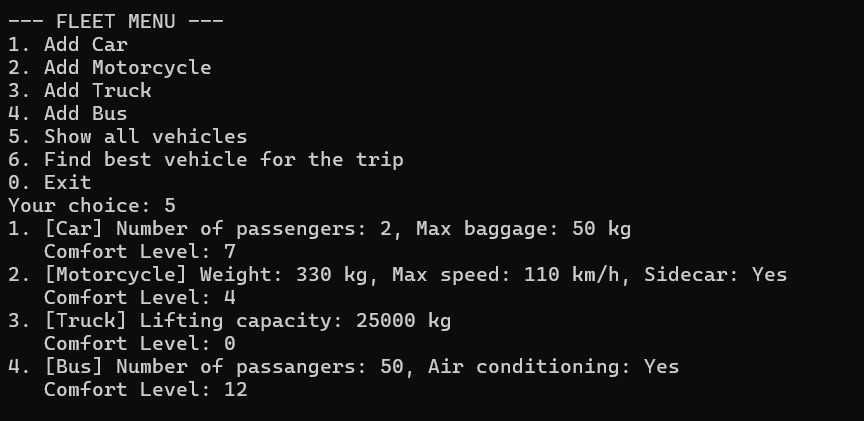 --- FLEET MENU ---
1. Add Car
2. Add Motorcycle
3. Add Truck
4. Add Bus
5. Show all vehicles
6. Find best vehicle for the trip
0. Exit
Your choice: 5
1. [Car] Number of passengers: 2, Max baggage: 50 kg
   Comfort Level: 7
2. [Motorcycle] Weight: 330 kg, Max speed: 110 km/h, Sidecar: Yes
   Comfort Level: 4
3. [Truck] Lifting capacity: 25000 kg
   Comfort Level: 0
4. [Bus] Number of passangers: 50, Air conditioning: Yes
   Comfort Level: 12